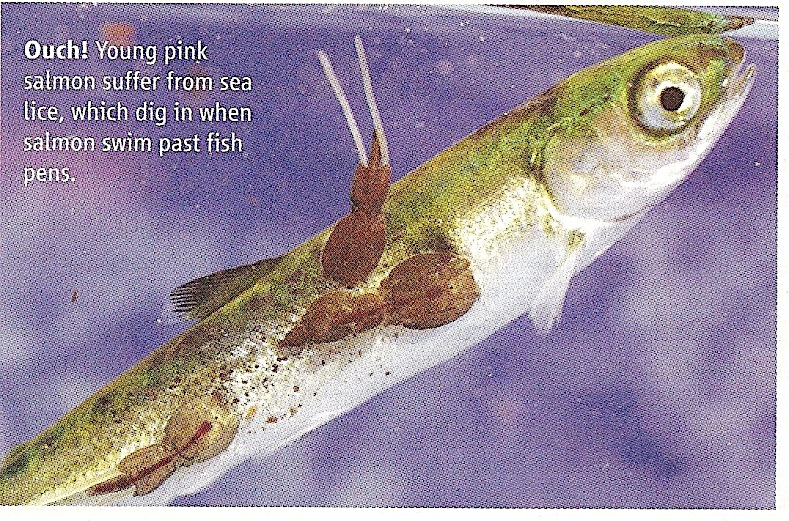 Ouch! Young pink
salmon suffer from sea
lice, which dig in when
salmon swim past fish
pens.